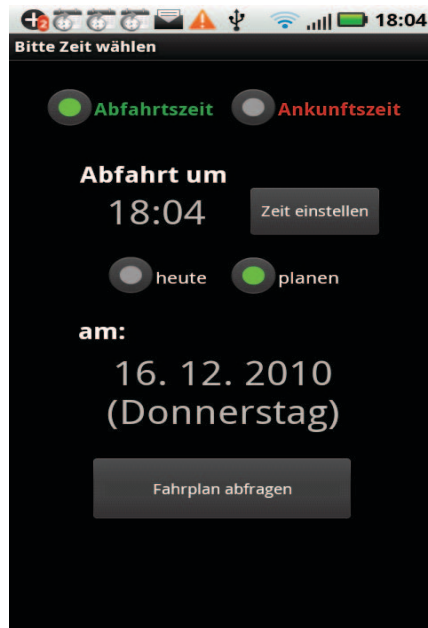 2
18:04
Bitte Zeit wählen
Abfahrtszeit Ankunftszeit
Abfahrt um
18:04 Zeit einstellen
heute planen
am:
16. 12. 2010
(Donnerstag)
Fahrplan abfragen